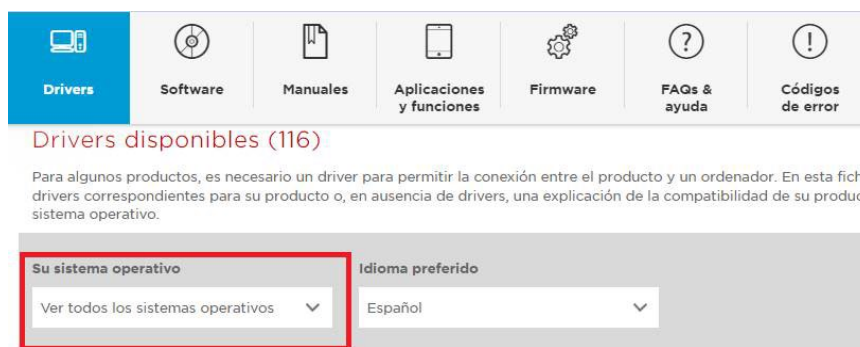 Drivers
Software
Manuales
Aplicaciones
y funciones
Firmware
FAQs &
ayuda
Códigos
de error
Drivers disponibles (116)
Para algunos productos, es necesario un driver para permitir la conexión entre el producto y un ordenador. En esta
drivers correspondientes para su producto o, en ausencia de drivers, una explicación de la compatibilidad de su
sistema operativo.
Su sistema operativo
Idioma preferido
Ver todos los sistemas operativos
Español